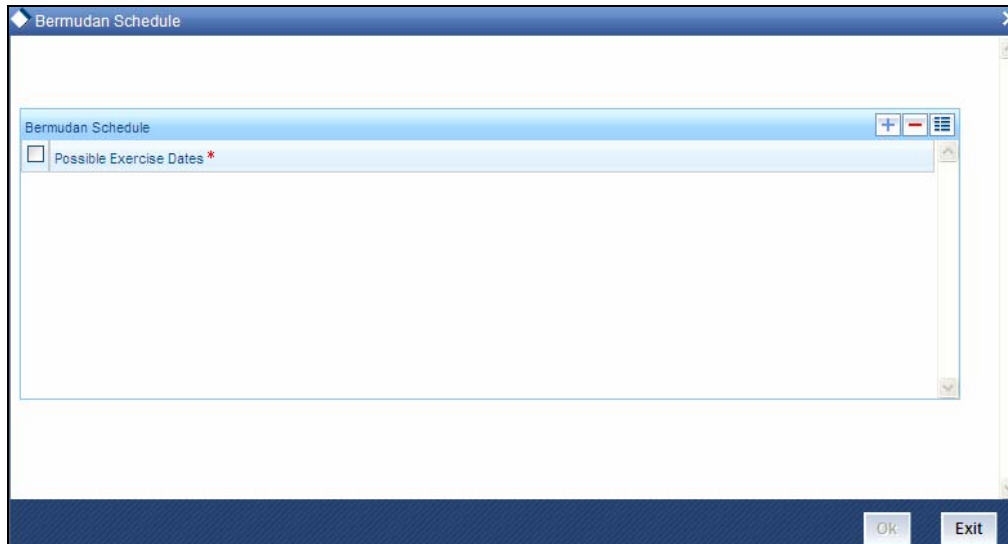 Bermudan Schedule
Bermudan Schedule
Possible Exercise Dates *
Ok
Exit